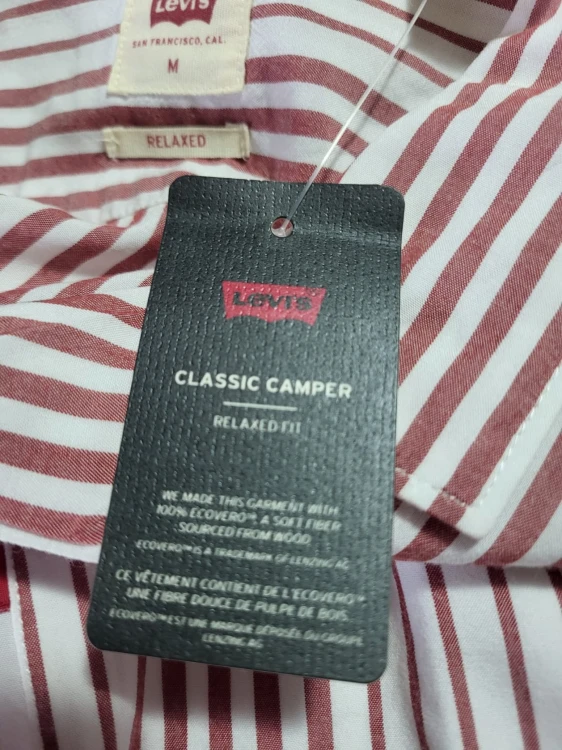 Levi's
SAN FRANCISCO, CAL.
M
RELAXED
Levi's
CLASSIC CAMPER
RELAXED FIT
WE MADE THIS GARMENT WITH
100% ECOVERO™ A SOFT FIBER
SOURCED FROM WOOD
ECOVERO™ IS A TRADEMARK OF LENZING AG
CE VÊTEMENT CONTIENT DE L'ECOVERO™
UNE FIBRE DOUCE DE PULPE DE BOIS.
ECOVERO™ EST UNE MARQUE DÉPOSÉE DU GROUPE
LENZING AG